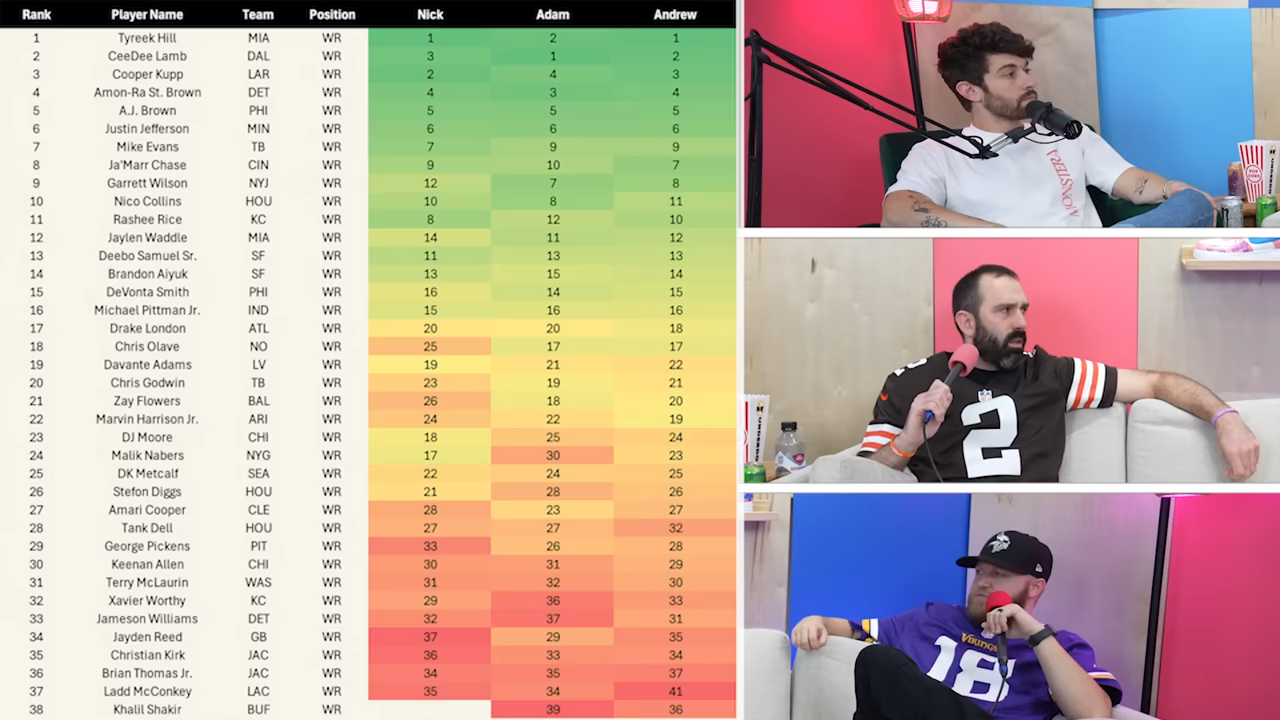 Rank Player Name Team Position Nick Adam Andrew
1 Tyreek Hill MIA WR 1 2 1
2 CeeDee Lamb DAL WR 3 1 2
3 Cooper Kupp LAR WR 2 4 3
4 Amon-Ra St. Brown DET WR 4 3 4
5 A.J. Brown PHI WR 5 5 5
6 Justin Jefferson MIN WR 6 6 6
7 Mike Evans TB WR 7 9 9
8 Ja'Marr Chase CIN WR 9 10 7
9 Garrett Wilson NYJ WR 12 7 8
10 Nico Collins HOU WR 10 8 11
11 Rashee Rice KC WR 8 12 10
12 Jaylen Waddle MIA WR 14 11 12
13 Deebo Samuel Sr. SF WR 11 13 13
14 Brandon Aiyuk SF WR 13 15 14
15 DeVonta Smith PHI WR 16 14 15
16 Michael Pittman Jr. IND WR 15 16 16
17 Drake London ATL WR 20 20 18
18 Chris Olave NO WR 25 17 17
19 Davante Adams LV WR 19 21 22
20 Chris Godwin TB WR 23 19 21
21 Zay Flowers BAL WR 26 18 20
22 Marvin Harrison Jr. ARI WR 24 22 19
23 DJ Moore CHI WR 18 25 24
24 Malik Nabers NYG WR 17 30 23
25 DK Metcalf SEA WR 22 24 25
26 Stefon Diggs HOU WR 21 28 26
27 Amari Cooper CLE WR 28 23 27
28 Tank Dell HOU WR 27 27 32
29 George Pickens PIT WR 33 26 28
30 Keenan Allen CHI WR 30 31 29
31 Terry McLaurin WAS WR 31 32 30
32 Xavier Worthy KC WR 29 36 33
33 Jameson Williams DET WR 32 37 31
34 Jayden Reed GB WR 37 29 35
35 Christian Kirk JAC WR 36 33 34
36 Brian Thomas Jr. JAC WR 34 35 37
37 Ladd McConkey LAC WR 35 34 41
38 Khalil Shakir BUF WR 39 36
MONSTERA
2
2
VIKINGS
18